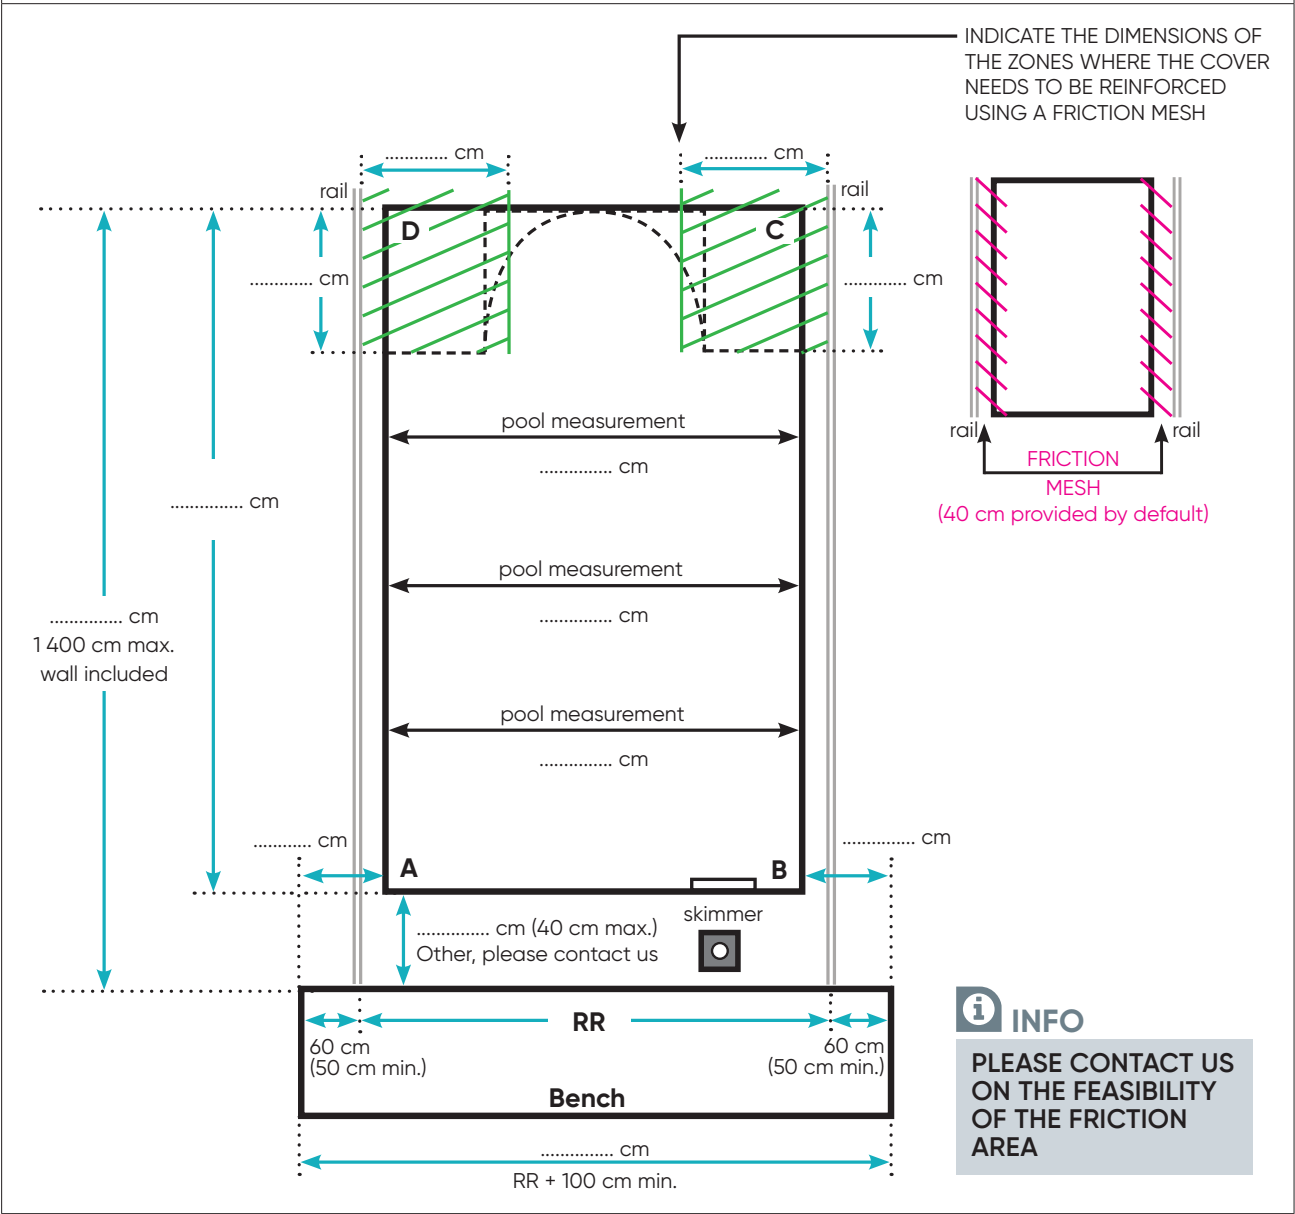 INDICATE THE DIMENSIONS OF
THE ZONES WHERE THE COVER
NEEDS TO BE REINFORCED
USING A FRICTION MESH
............. cm
............. cm
rail
rail
D
C
............. cm
............. cm
pool measurement
............... cm
rail
rail
FRICTION
MESH
(40 cm provided by default)
............... cm
pool measurement
............... cm
............... cm
1 400 cm max.
wall included
pool measurement
............... cm
............ cm
............... cm
A
B
............... cm (40 cm max.)
Other, please contact us
skimmer
RR
60 cm
(50 cm min.)
60 cm
(50 cm min.)
Bench
............... cm
RR + 100 cm min.
i INFO
PLEASE CONTACT US
ON THE FEASIBILITY
OF THE FRICTION
AREA